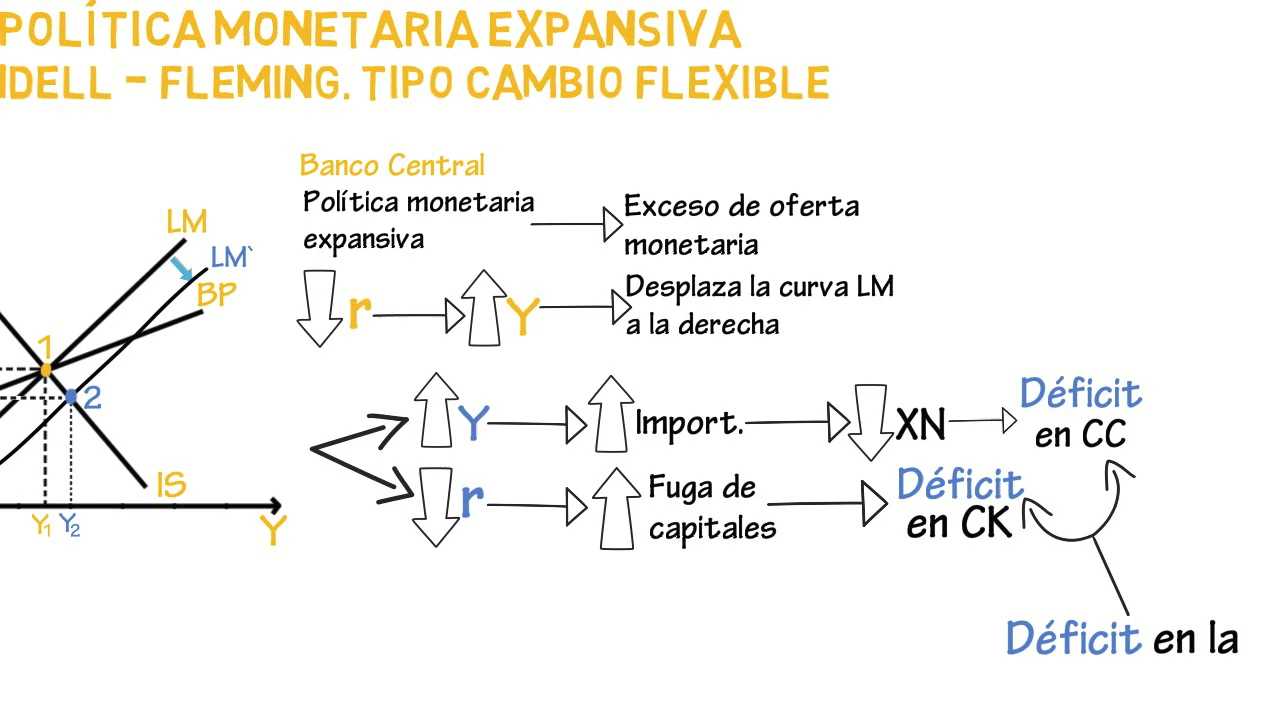 POLÍTICA MONETARIA EXPANSIVA
IDELL - FLEMING. TIPO CAMBIO FLEXIBLE
Banco Central
Política monetaria
expansiva
Exceso de oferta
monetaria
r
Y
Desplaza la curva LM
a la derecha
LM
LM`
BP
1
2
IS
Y1 Y2
Y
Y
Import.
XN
Déficit
en CC
r
Fuga de
capitales
Déficit
en CK
Déficit en la